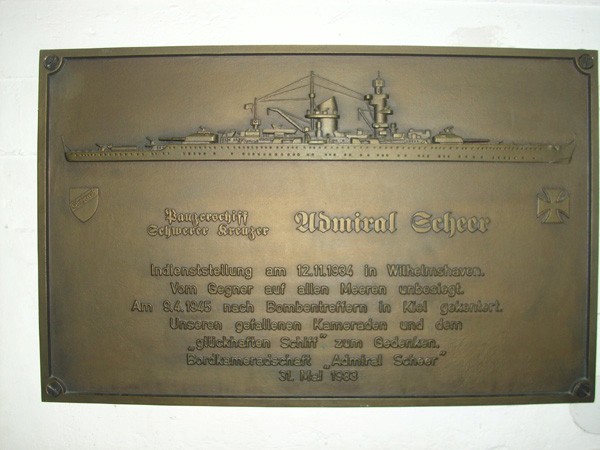 Panzerschiff
Schwerer Kreuzer
Admiral Scheer
Indienststellung am 12.11.1934 in Wilhelmshaven.
Vom Gegner auf allen Meeren unbesiegt.
Am 9.4.1945 nach Bombentreffern in Kiel gekentert.
Unseren gefallenen Kameraden und dem
„glückhaften Schiff" zum Gedenken.
Bordkameradschaft „Admiral Scheer"
31. Mai 1983